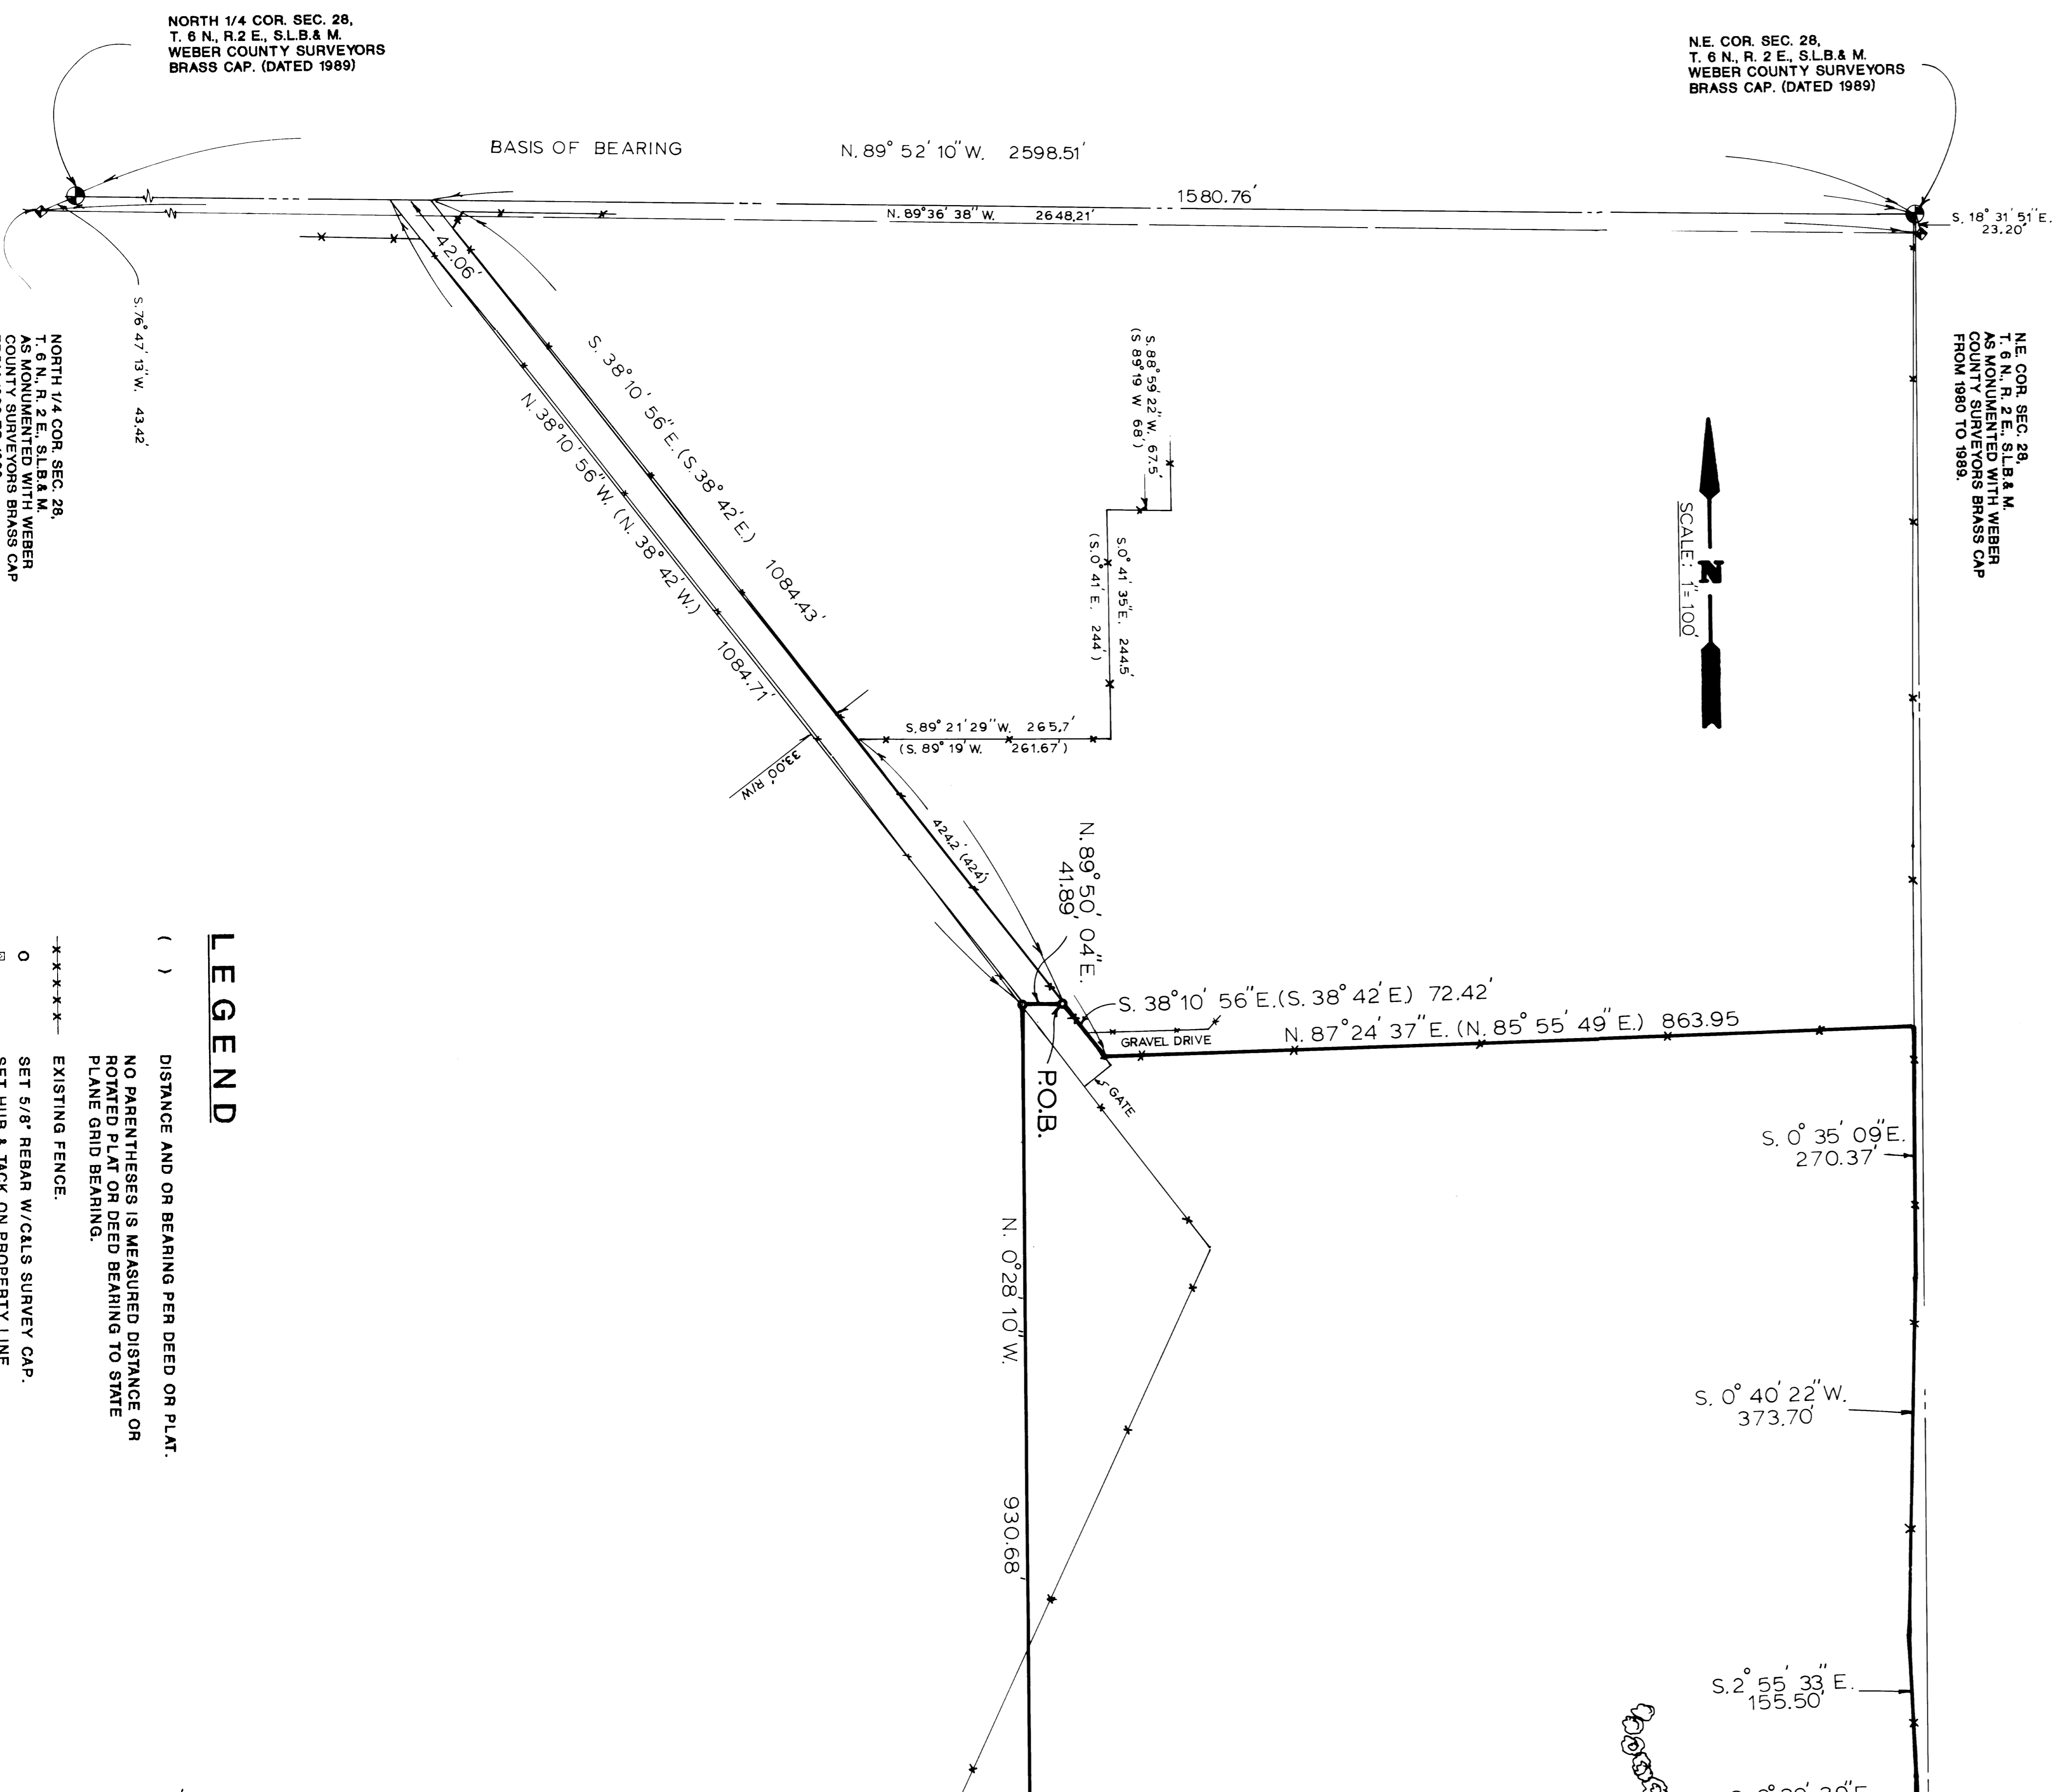 NORTH 1/4 COR. SEC. 28,
T. 6 N., R.2 E., S.L.B.& M.
WEBER COUNTY SURVEYORS
BRASS CAP. (DATED 1989)
N.E. COR. SEC. 28,
T. 6 N., R. 2 E., S.L.B.& M.
WEBER COUNTY SURVEYORS
BRASS CAP. (DATED 1989)
BASIS OF BEARING N. 89° 52' 10" W. 2598.51'
1580.76'
N. 89° 36' 38" W. 2648.21'
S. 18° 31' 51" E.
23.20'
42.06'
S. 76° 47' 13" W. 43.42'
NORTH 1/4 COR. SEC. 28,
T. 6 N., R. 2 E., S.L.B.& M.
AS MONUMENTED WITH WEBER
COUNTY SURVEYORS BRASS CAP
N.E. COR. SEC. 28,
T. 6 N., R. 2 E., S.L.B.& M.
AS MONUMENTED WITH WEBER
COUNTY SURVEYORS BRASS CAP
FROM 1980 TO 1989.
S. 38° 10' 56" E. (S. 38° 42' E.) 1084.43'
N. 38° 10' 56" W. (N. 38° 42' W.) 1084.71'
S. 88° 59' 22" W. 67.5'
(S 89° 19' W 68')
S. 0° 41' 35" E. 244.5'
(S. 0° 41' E. 244')
N
SCALE: 1"= 100'
S. 89° 21' 29" W. 265.7'
(S. 89° 19' W. 261.67')
33.00' R/W
424.2' (424')
N. 89° 50' 04" E.
41.89'
S. 38° 10' 56" E. (S. 38° 42' E.) 72.42'
GRAVEL DRIVE
N. 87° 24' 37" E. (N. 85° 55' 49" E.) 863.95
P.O.B.
GATE
S. 0° 35' 09" E.
270.37'
N. 0° 28' 10" W. 930.68'
S. 0° 40' 22" W.
373.70'
S. 2° 55' 33" E.
155.50'
LEGEND
( ) DISTANCE AND OR BEARING PER DEED OR PLAT.
NO PARENTHESES IS MEASURED DISTANCE OR
ROTATED PLAT OR DEED BEARING TO STATE
PLANE GRID BEARING.
x-x-x-x-x- EXISTING FENCE.
O SET 5/8" REBAR W/C&LS SURVEY CAP.
SET HUB & TACK ON PROPERTY LINE